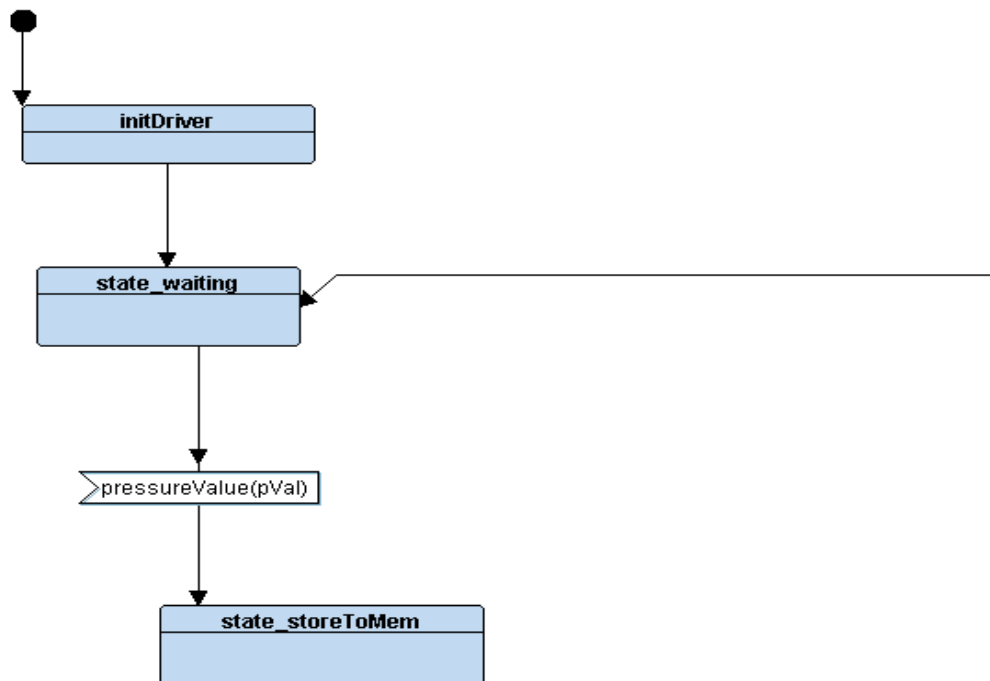 initDriver
state_waiting
pressureValue(pVal)
state_storeToMem